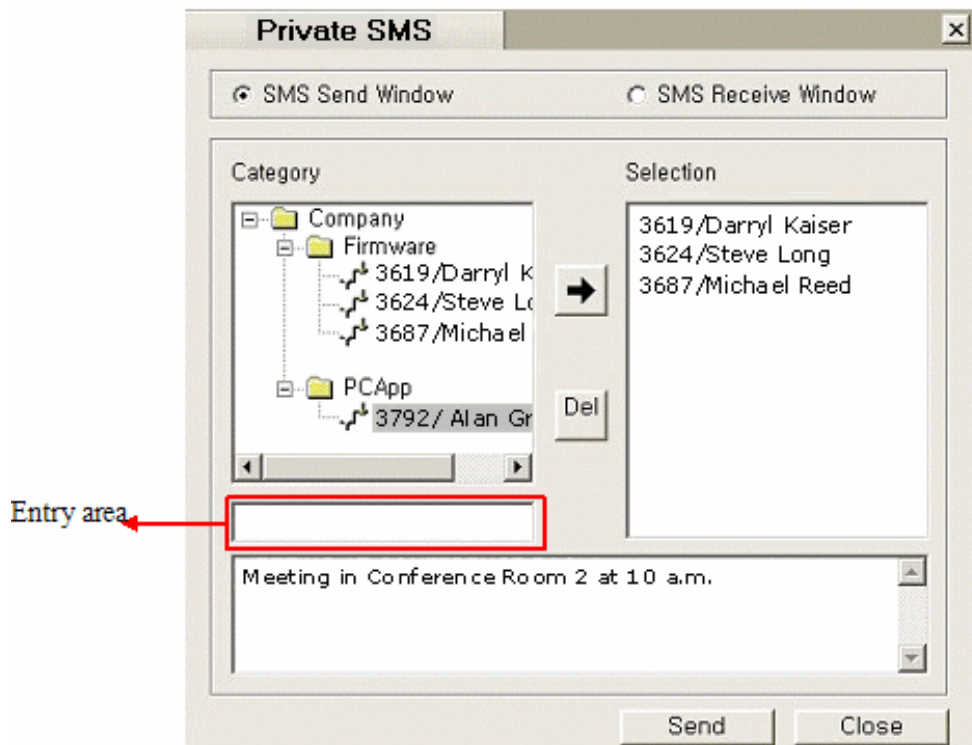 Private SMS
SMS Send Window
SMS Receive Window
Category
Selection
Company
Firmware
3619/Darryl K
3624/Steve Lo
3687/Michael
PCApp
3792/ Alan Gr
Del
3619/Darryl Kaiser
3624/Steve Long
3687/Michael Reed
Entry area
Meeting in Conference Room 2 at 10 a.m.
Send
Close